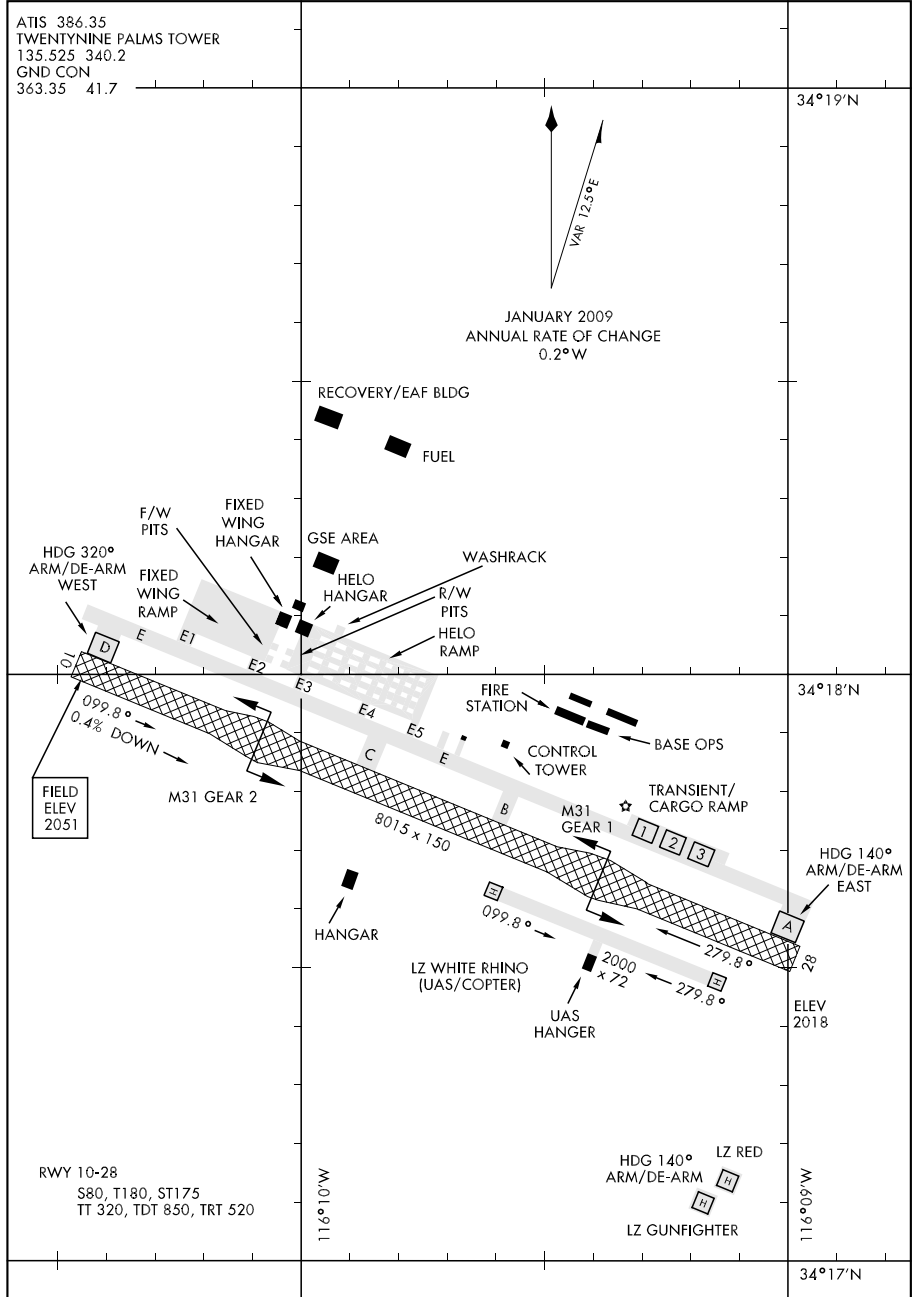 ATIS 386.35
TWENTYNINE PALMS TOWER
135.525 340.2
GND CON
363.35 41.7
34°19'N
VAR 12.5°E
JANUARY 2009
ANNUAL RATE OF CHANGE
0.2°W
RECOVERY/EAF BLDG
FUEL
F/W
PITS
FIXED
WING
HANGAR
GSE AREA
HDG 320°
ARM/DE-ARM
WEST
FIXED
WING
RAMP
HELO
HANGAR
WASHRACK
R/W
PITS
HELO
RAMP
D
E
E1
E2
E3
E4
E5
E
10
34°18'N
099.8°
0.4% DOWN
FIRE
STATION
BASE OPS
CONTROL
TOWER
C
B
FIELD
ELEV
2051
M31 GEAR 2
8015 x 150
M31
GEAR 1
TRANSIENT/
CARGO RAMP
1
2
3
HDG 140°
ARM/DE-ARM
EAST
A
HANGAR
H
099.8°
279.8°
28
LZ WHITE RHINO
(UAS/COPTER)
2000
x 72
279.8°
H
UAS
HANGER
ELEV
2018
RWY 10-28
S80, T180, ST175
TT 320, TDT 850, TRT 520
116°10'W
HDG 140°
ARM/DE-ARM
LZ RED
H
H
LZ GUNFIGHTER
116°09'W
34°17'N